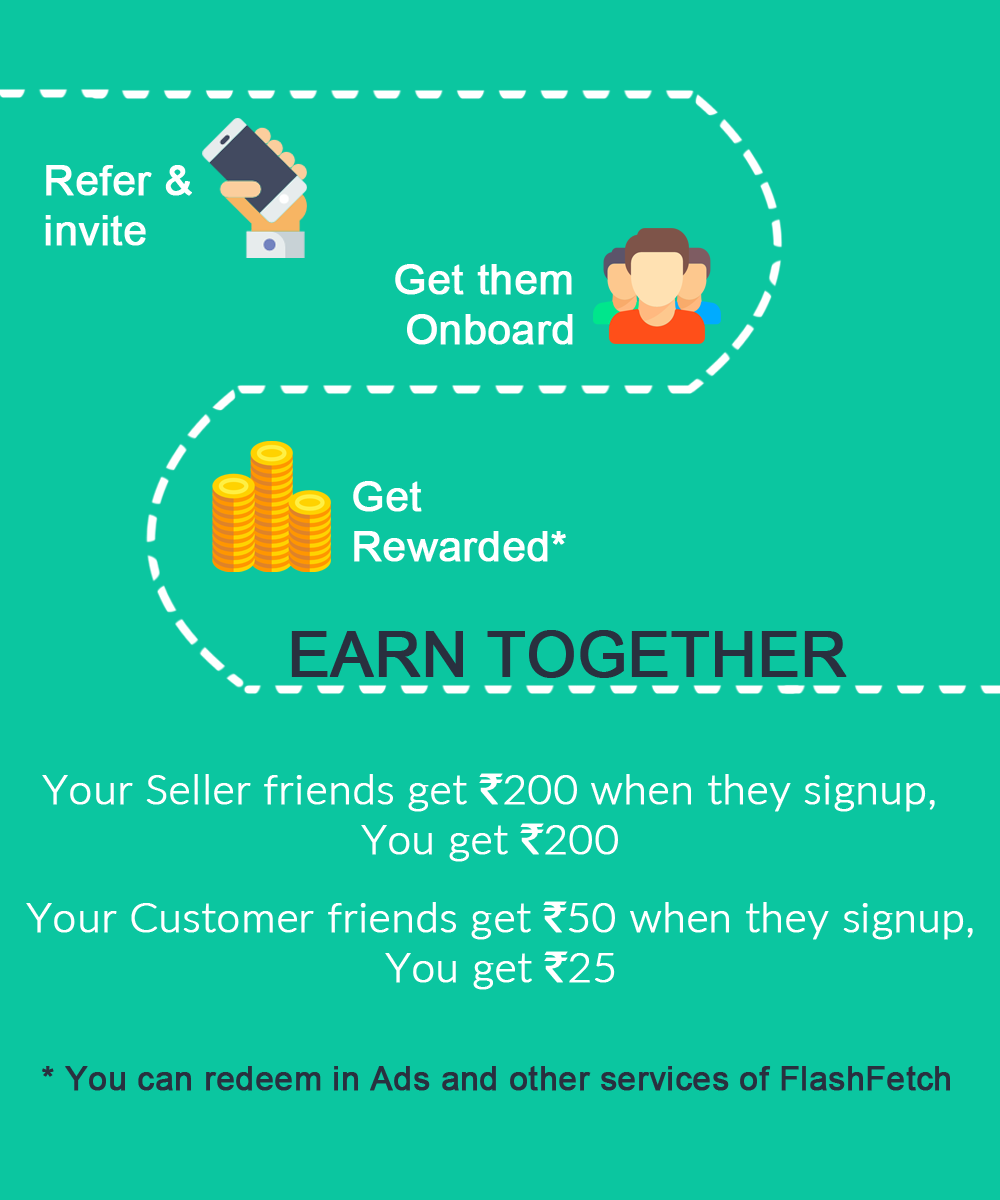 Refer &
invite
Get them
Onboard
Get
Rewarded*
EARN TOGETHER
Your Seller friends get ₹200 when they signup,
You get ₹200
Your Customer friends get ₹50 when they signup,
You get ₹25
* You can redeem in Ads and other services of FlashFetch